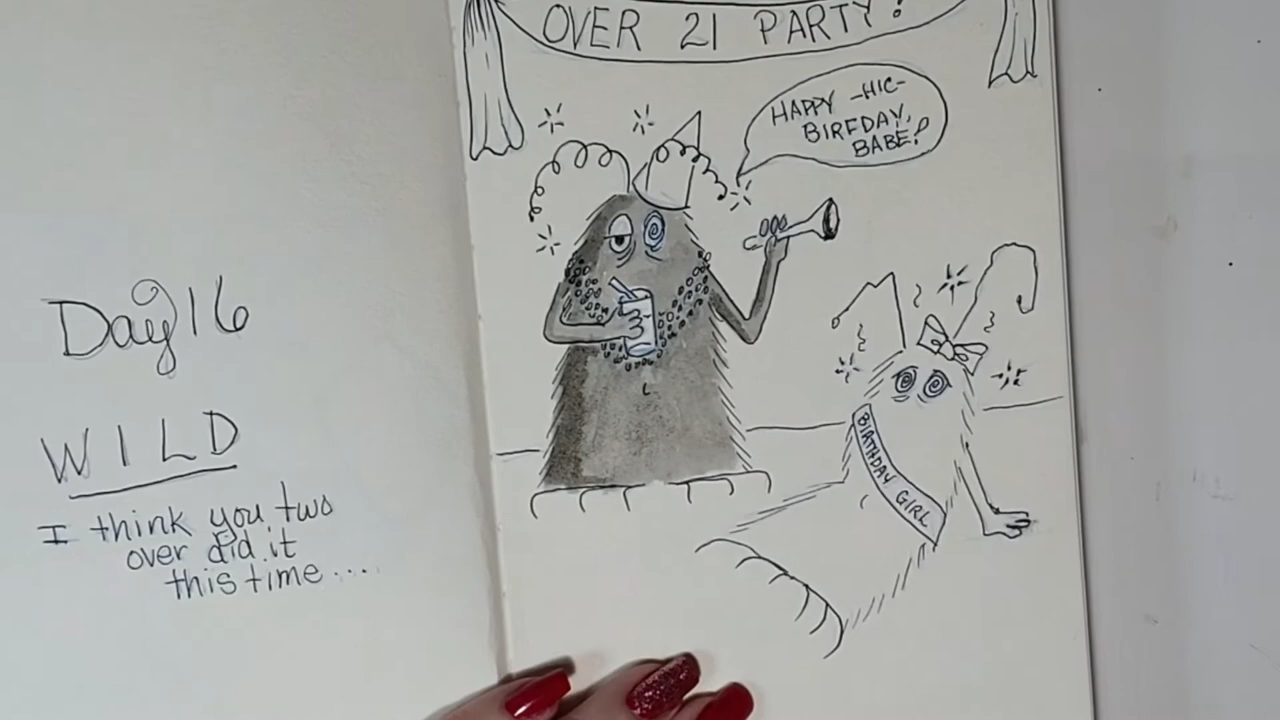 Day 16
WILD
I think you two
over did it
this time...
OVER 21 PARTY!
HAPPY -HIC-
BIRFDAY,
BABE!
BIRTHDAY GIRL